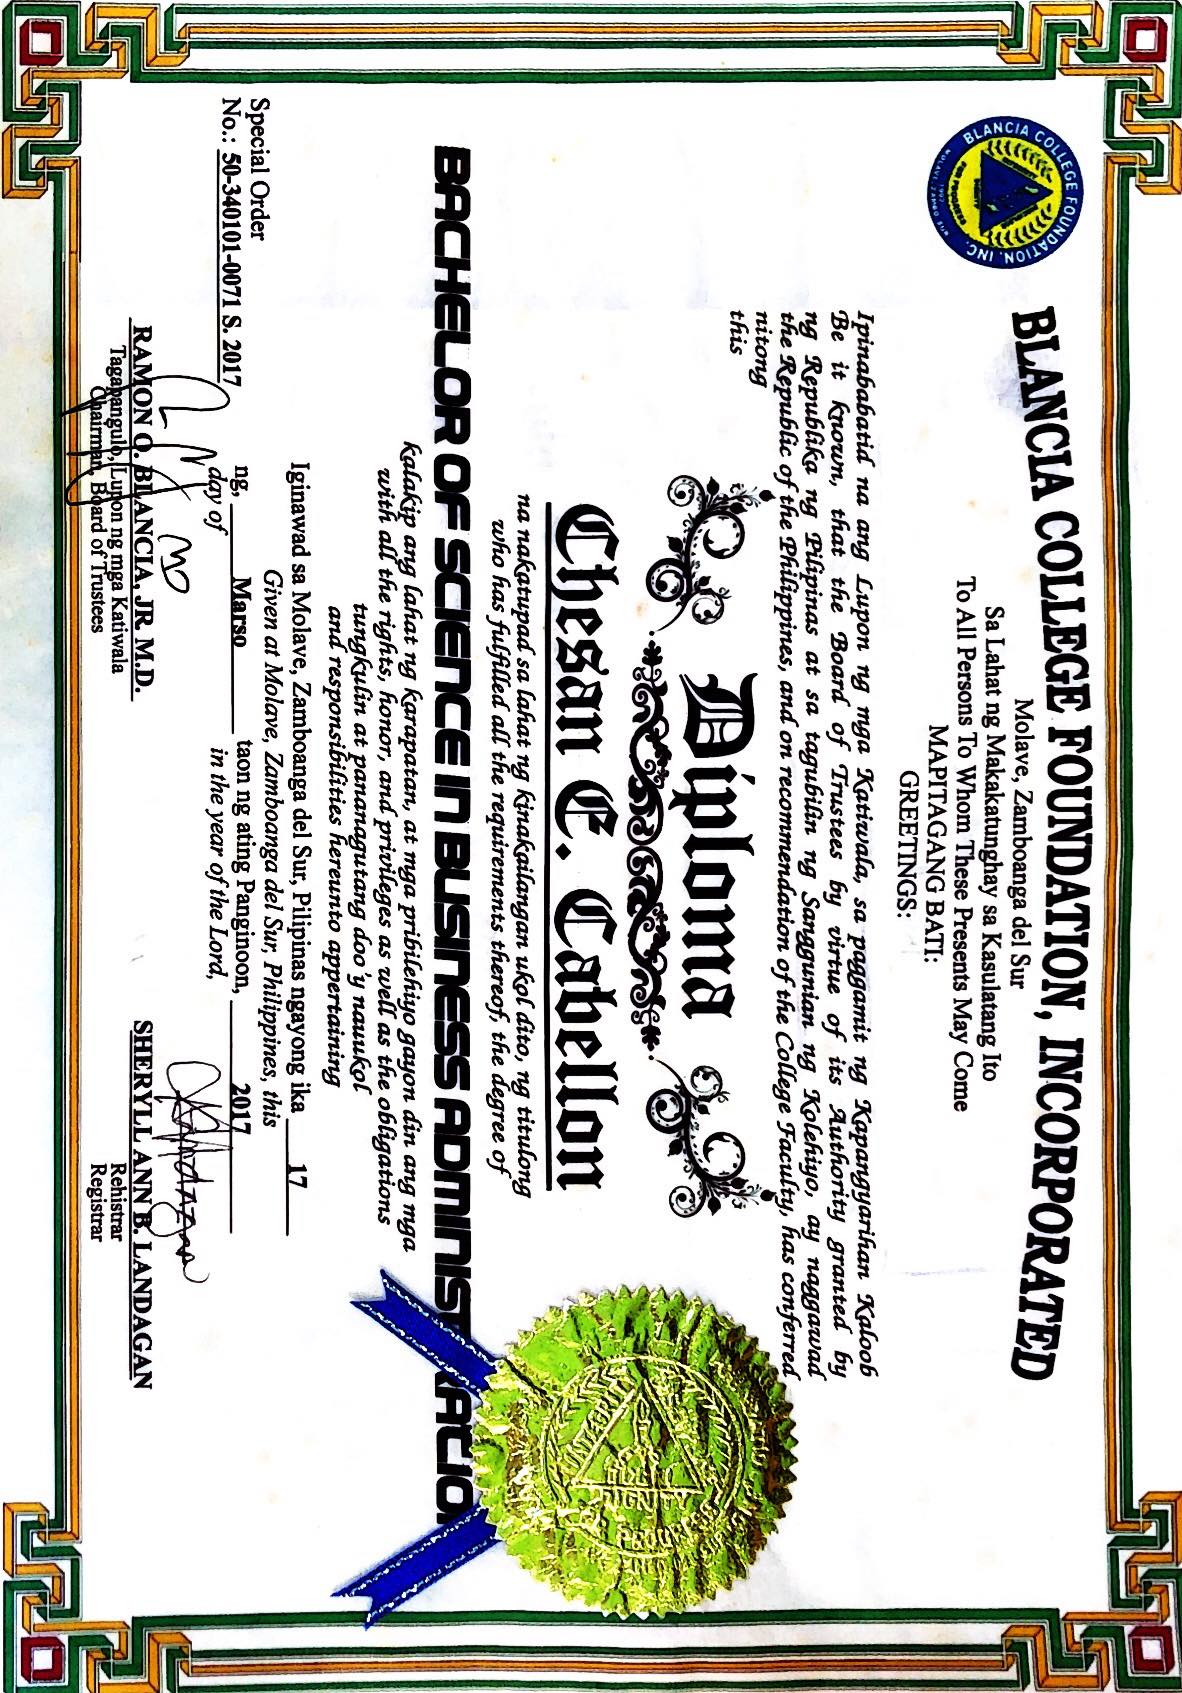 BLANCIA COLLEGE FOUNDATION, INC.
BLANCIA COLLEGE FOUNDATION, INCORPORATED
Molave, Zamboanga del Sur
Sa Lahat ng Makakatunghay sa Kasulatang Ito
To All Persons To Whom These Presents May Come
MAPITAGANG BATI:
GREETINGS:
Ipinababatid na ang Lupon ng mga Katiwala, sa paggamit ng Kapangyarihan Kaloob
Be it known, that the Board of Trustees by virtue of its Authority granted by
ng Republika ng Pilipinas at sa tagubilin ng Sanggunian ng Kolehiyo, ay naggawad
the Republic of the Philippines, and on recommendation of the College Faculty, has conferred
nitong
this
Diploma
Chesan E. Cabellon
na nakatupad sa lahat ng kinakailangan ukol dito, ng titulong
who has fulfilled all the requirements thereof, the degree of
BACHELOR OF SCIENCE IN BUSINESS ADMINIST RACIO
kalakip ang lahat ng karapatan, at mga pribilehiyo gayon din ang mga
with all the rights, honor, and privileges as well as the obligations
tungkulin at pananagutang doo'y nauukol
and responsibilities hereunto appertaining
Iginawad sa Molave, Zamboanga del Sur, Pilipinas ngayong ika 17
Given at Molave, Zamboanga del Sur, Philippines, this
ng, Marso taon ng ating Panginoon, 2017
day of in the year of the Lord,
Special Order
No.: 50-340101-0071 S. 2017
RAMON O. BLANCIA, JR. M.D.
Tagapangulo, Lupon ng mga Katiwala
Chairman, Board of Trustees
SHERYLL ANN B. LANDAGAN
Rehistrar
Registrar
INTEGRITY
DIGNITY